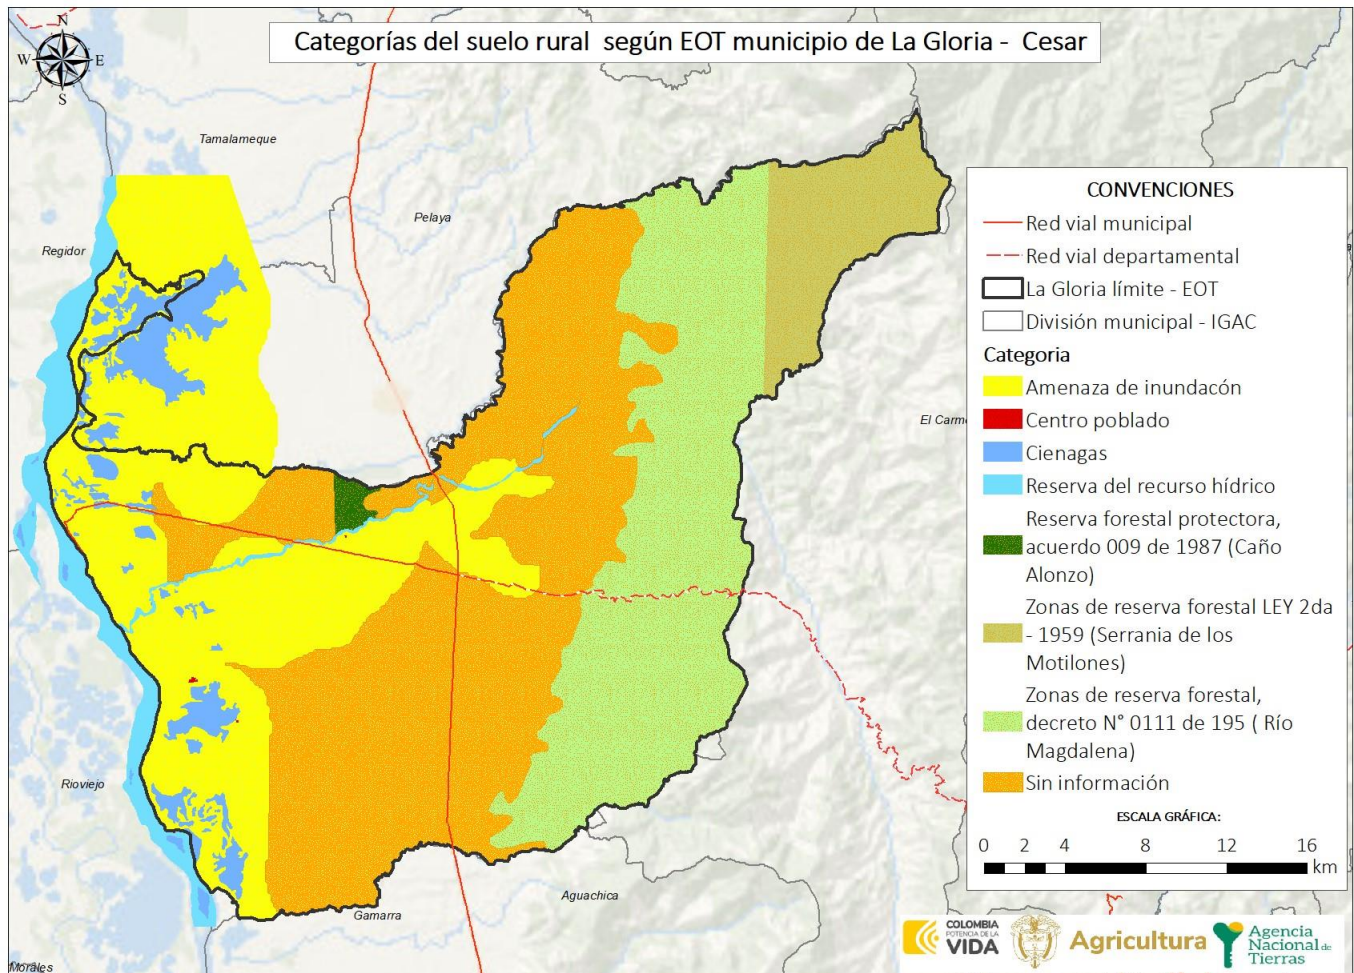 Categorías del suelo rural según EOT municipio de La Gloria - Cesar
N
W
E
S
Tamalameque
Pelaya
Regidor
El Carm
Rioviejo
Aguachica
Gamarra
Morales
CONVENCIONES
Red vial municipal
Red vial departamental
La Gloria límite - EOT
División municipal - IGAC
Categoria
Amenaza de inundacón
Centro poblado
Cienagas
Reserva del recurso hídrico
Reserva forestal protectora,
acuerdo 009 de 1987 (Caño
Alonzo)
Zonas de reserva forestal LEY 2da
- 1959 (Serrania de los
Motilones)
Zonas de reserva forestal,
decreto N° 0111 de 195 ( Río
Magdalena)
Sin información
ESCALA GRÁFICA:
0 2 4 8 12 16
km
COLOMBIA
POTENCIA DE LA
VIDA
Agricultura
Agencia
Nacional de
Tierras